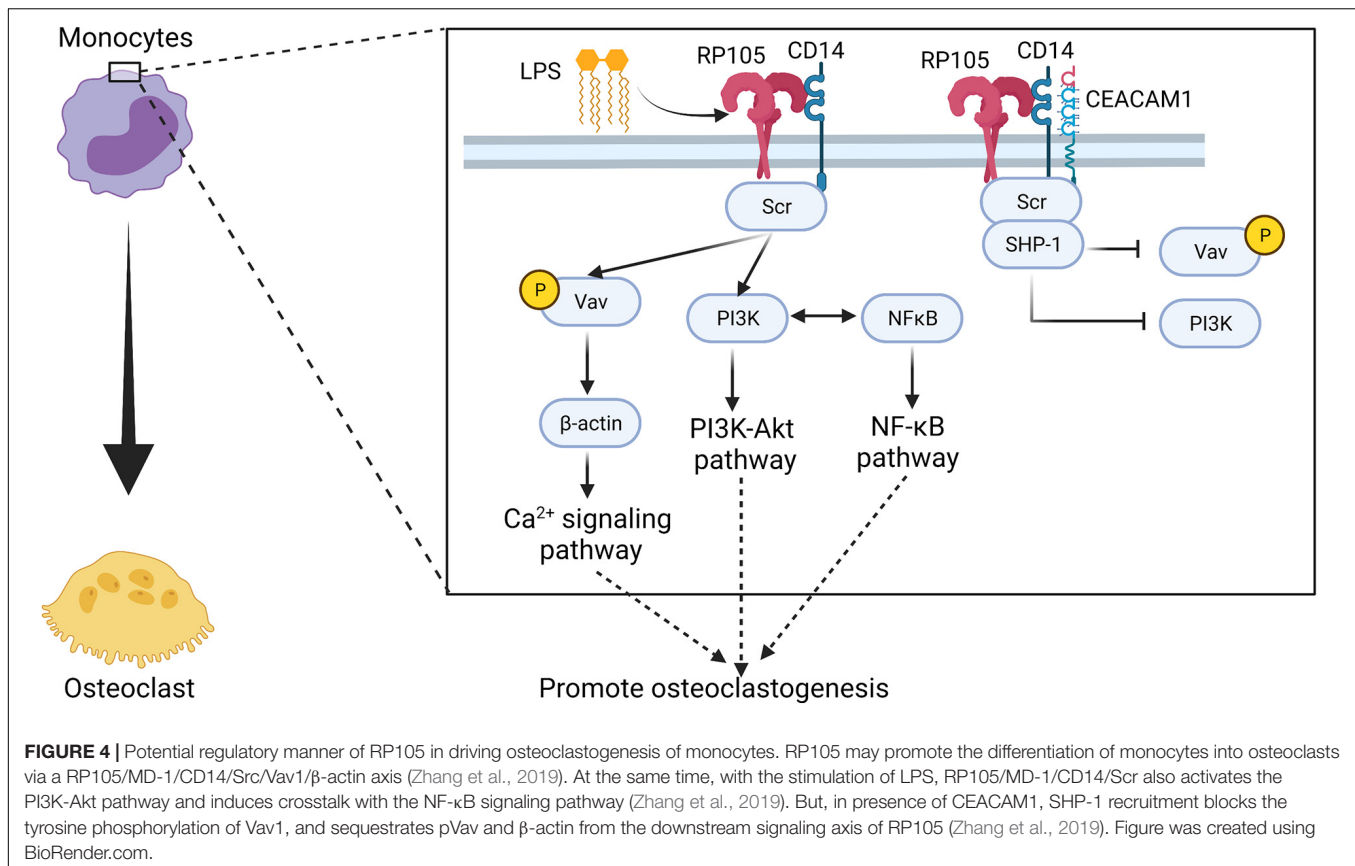 Monocytes
Osteoclast
LPS
RP105
CD14
Scr
P
Vav
PI3K
NFκB
β-actin
PI3K-Akt
pathway
NF-κB
pathway
Ca²⁺ signaling
pathway
RP105
CD14
CEACAM1
Scr
SHP-1
Vav
P
PI3K
Promote osteoclastogenesis
FIGURE 4 | Potential regulatory manner of RP105 in driving osteoclastogenesis of monocytes. RP105 may promote the differentiation of monocytes into osteoclasts
via a RP105/MD-1/CD14/Src/Vav1/β-actin axis (Zhang et al., 2019). At the same time, with the stimulation of LPS, RP105/MD-1/CD14/Scr also activates the
PI3K-Akt pathway and induces crosstalk with the NF-κB signaling pathway (Zhang et al., 2019). But, in presence of CEACAM1, SHP-1 recruitment blocks the
tyrosine phosphorylation of Vav1, and sequestrates pVav and β-actin from the downstream signaling axis of RP105 (Zhang et al., 2019). Figure was created using
BioRender.com.